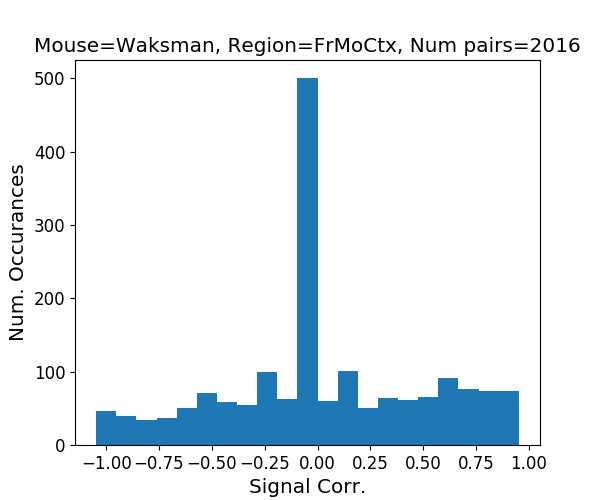 Mouse=Waksman, Region=FrMoCtx, Num pairs=2016
500
400
300
200
100
0
Num. Occurances
−1.00 −0.75 −0.50 −0.25 0.00 0.25 0.50 0.75 1.00
Signal Corr.